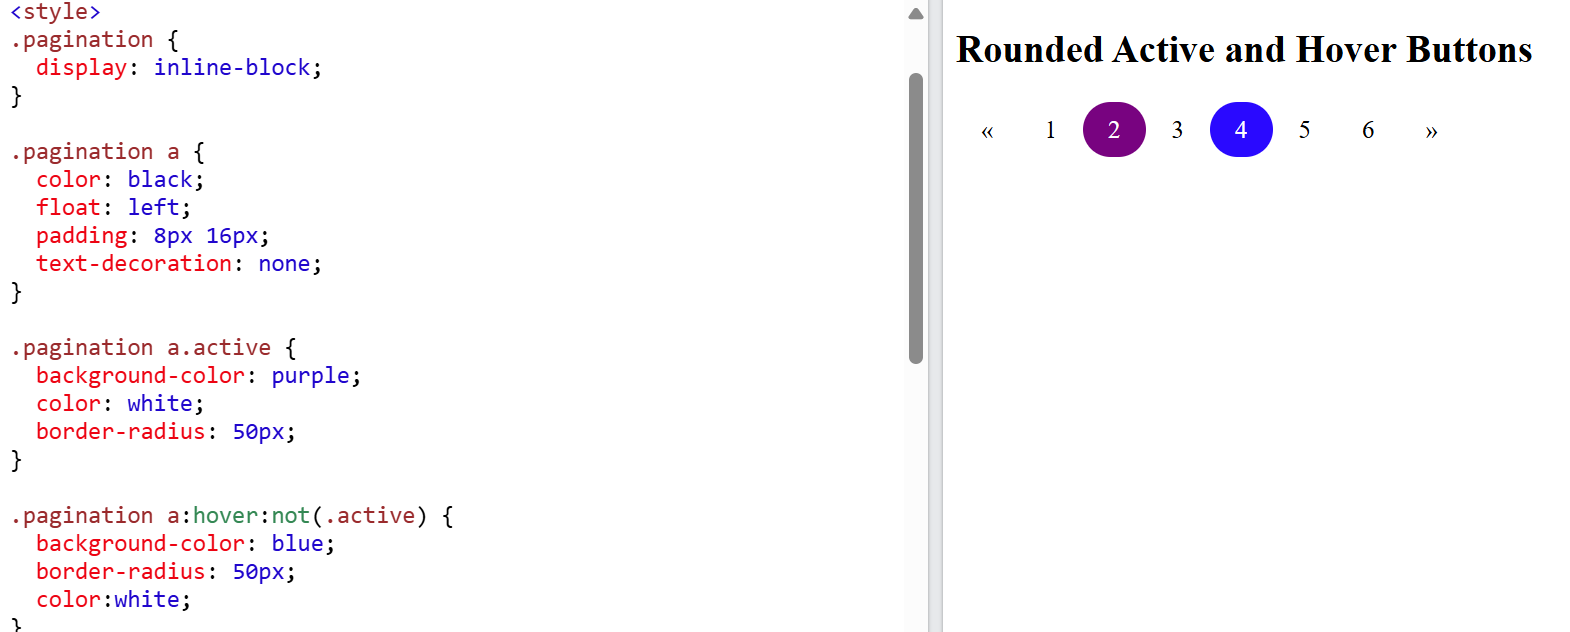 <style>
.pagination {
  display: inline-block;
}

.pagination a {
  color: black;
  float: left;
  padding: 8px 16px;
  text-decoration: none;
}

.pagination a.active {
  background-color: purple;
  color: white;
  border-radius: 50px;
}

.pagination a:hover:not(.active) {
  background-color: blue;
  border-radius: 50px;
  color:white;
}
Rounded Active and Hover Buttons
« 1 2 3 4 5 6 »